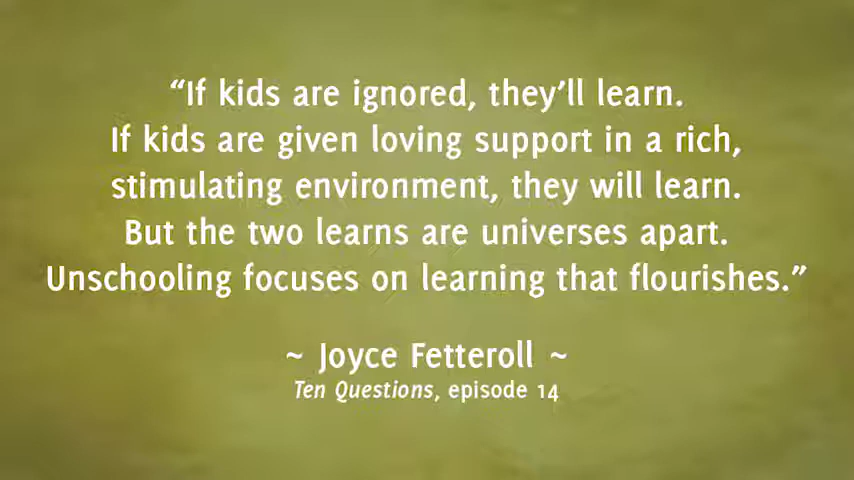 “If kids are ignored, they’ll learn.
If kids are given loving support in a rich,
stimulating environment, they will learn.
But the two learns are universes apart.
Unschooling focuses on learning that flourishes.”
~ Joyce Fetteroll ~
Ten Questions, episode 14